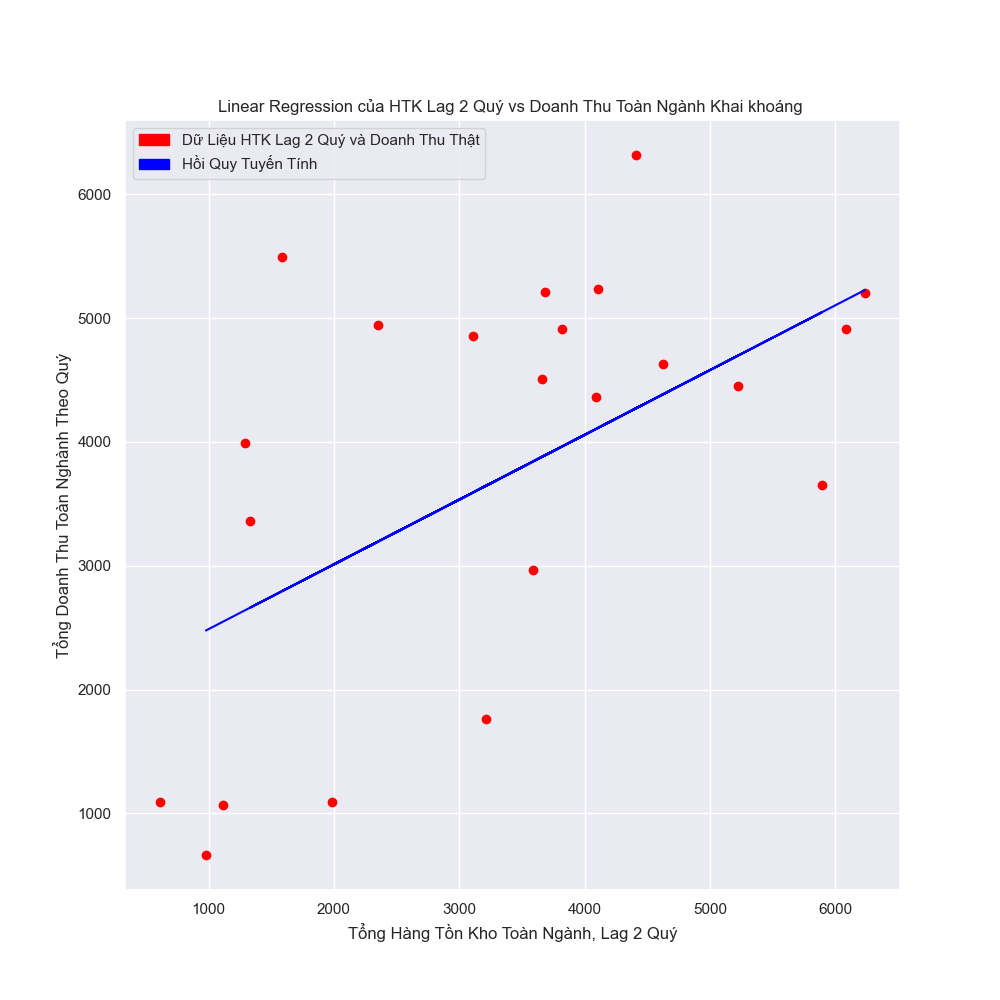 Linear Regression của HTK Lag 2 Quý vs Doanh Thu Toàn Ngành Khai khoáng
Dữ Liệu HTK Lag 2 Quý và Doanh Thu Thật
Hồi Quy Tuyến Tính
Tổng Doanh Thu Toàn Nghành Theo Quý
6000
5000
4000
3000
2000
1000
1000 2000 3000 4000 5000 6000
Tổng Hàng Tồn Kho Toàn Ngành, Lag 2 Quý